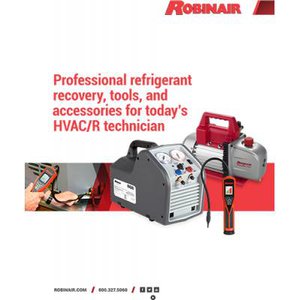 ROBINAIR
Professional refrigerant
recovery, tools, and
accessories for today's
HVAC/R technician
ROBINAIR.COM / 800.327.5060 /